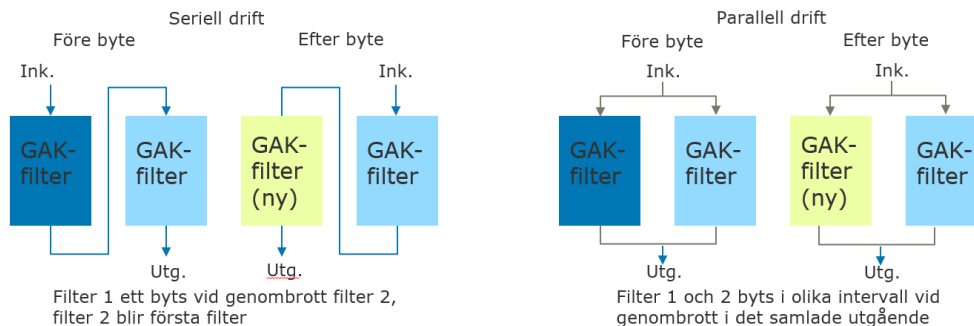 Seriell drift
Före byte
Efter byte
Ink.
Ink.
GAK-
filter
GAK-
filter
GAK-
filter
(ny)
GAK-
filter
Utg.
Utg.
Filter 1 ett byts vid genombrott filter 2,
filter 2 blir första filter
Parallell drift
Före byte
Efter byte
Ink.
Ink.
GAK-
filter
GAK-
filter
GAK-
filter
(ny)
GAK-
filter
Utg.
Utg.
Filter 1 och 2 byts i olika intervall vid
genombrott i det samlade utgående